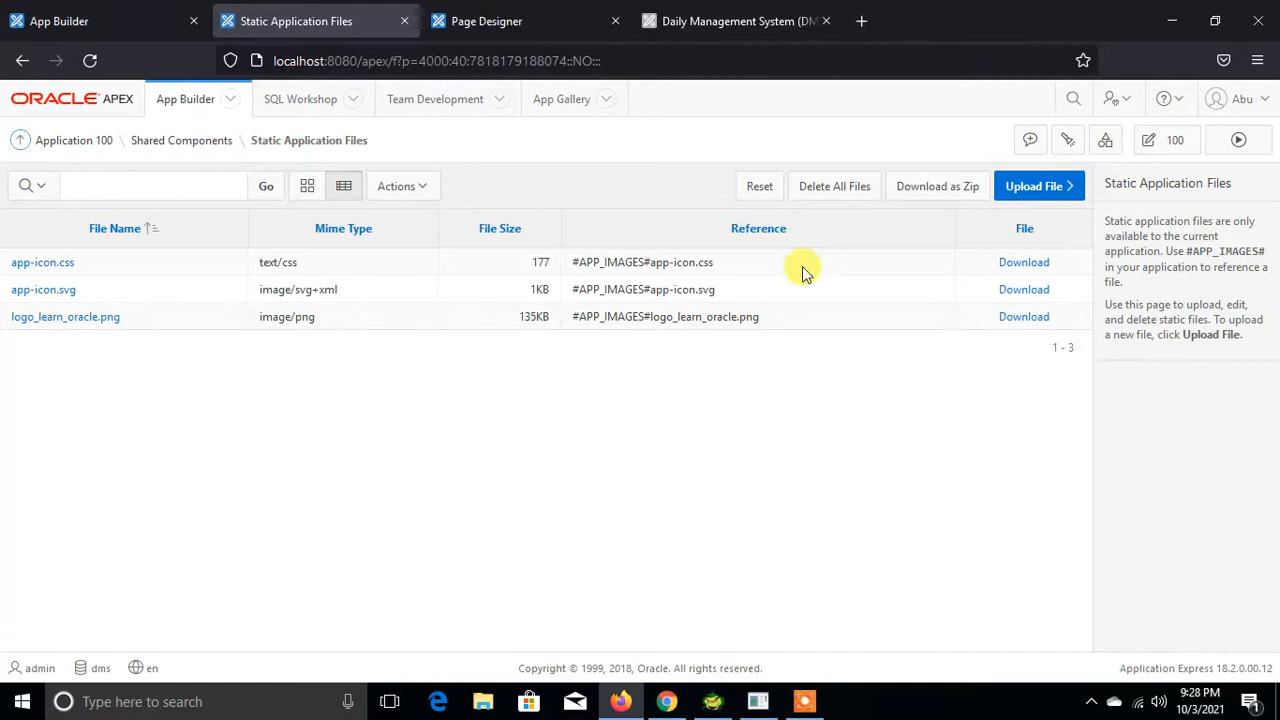 App Builder
Static Application Files
Page Designer
Daily Management System (DM
localhost:8080/apex/f?p=4000:40:7818179188074::NO:::
ORACLE APEX
App Builder
SQL Workshop
Team Development
App Gallery
Abu
Application 100 \ Shared Components \ Static Application Files
100
Go
Actions
Reset
Delete All Files
Download as Zip
Upload File
Static Application Files
File Name
Mime Type
File Size
Reference
File
app-icon.css text/css 177 #APP_IMAGES#app-icon.css Download
app-icon.svg image/svg+xml 1KB #APP_IMAGES#app-icon.svg Download
logo_learn_oracle.png image/png 135KB #APP_IMAGES#logo_learn_oracle.png Download
1 - 3
Static application files are only
available to the current
application. Use #APP_IMAGES#
in your application to reference a
file.
Use this page to upload, edit,
and delete static files. To upload
a new file, click Upload File.
admin
dms
en
Copyright © 1999, 2018, Oracle. All rights reserved.
Application Express 18.2.0.00.12
Type here to search
9:28 PM
10/3/2021
1